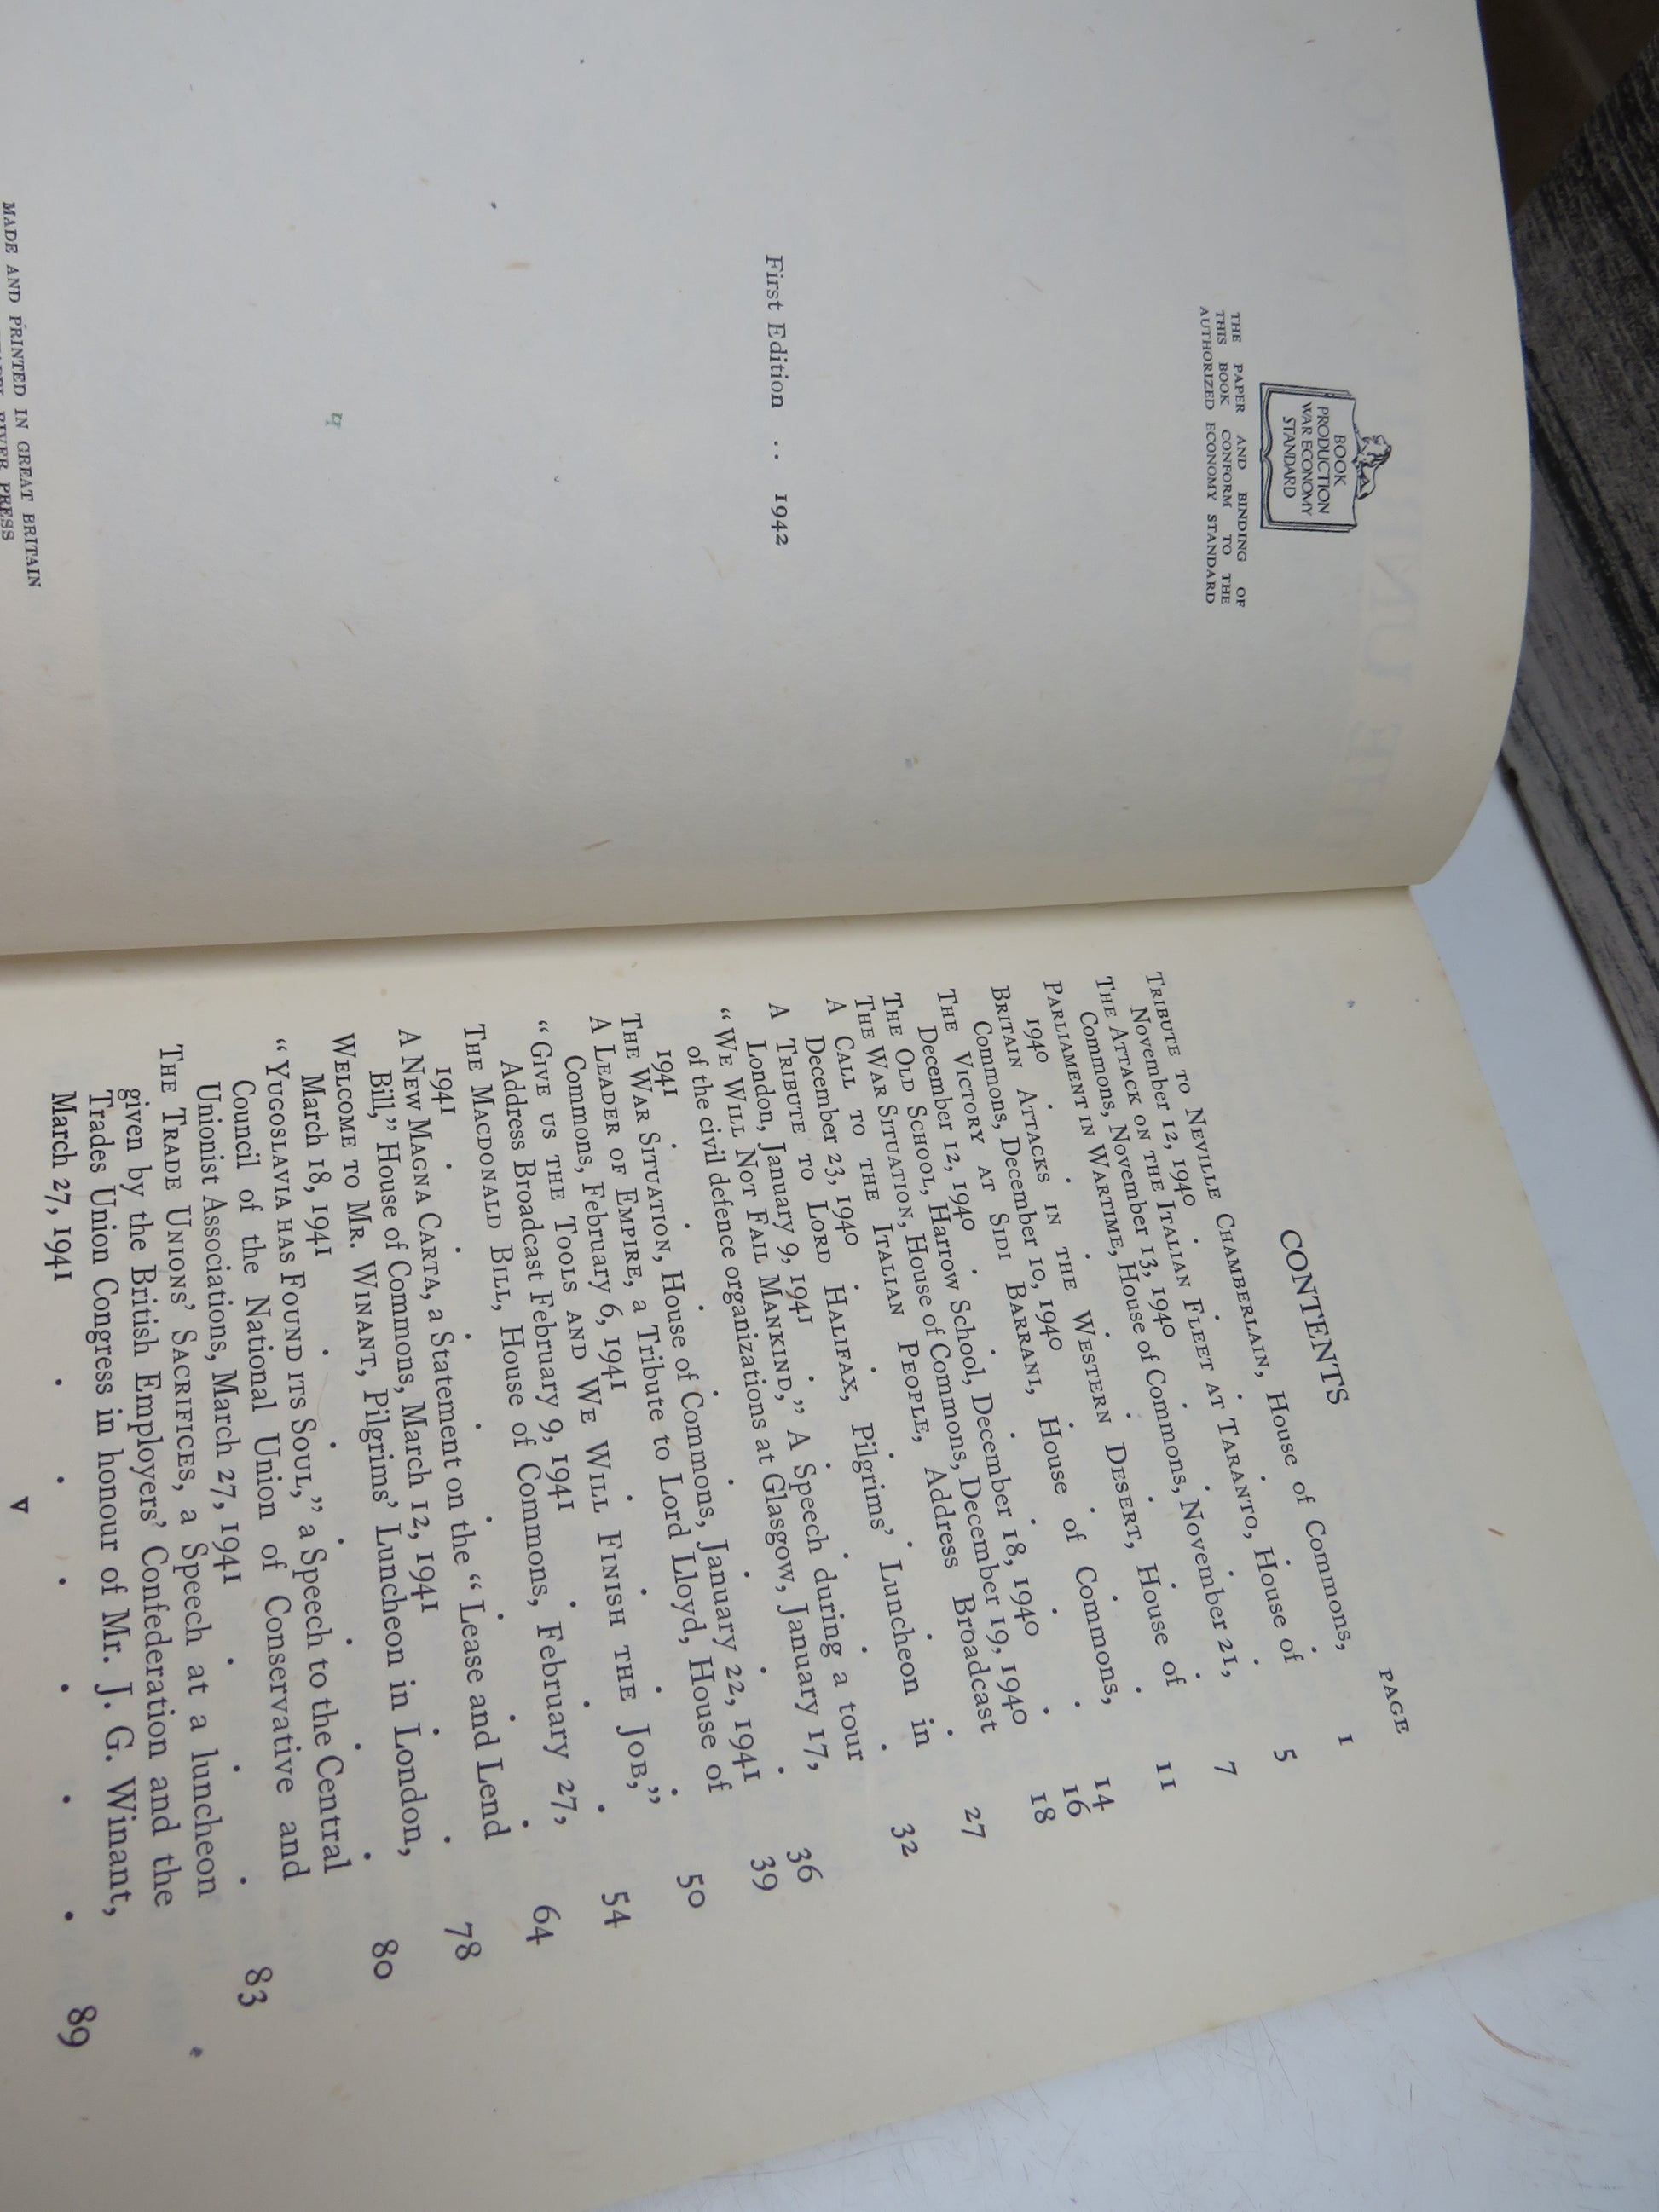 BOOK
PRODUCTION
WAR ECONOMY
STANDARD
THE PAPER AND BINDING OF
THIS BOOK CONFORM TO THE
AUTHORIZED ECONOMY STANDARD
First Edition . . 1942
MADE AND PRINTED IN GREAT BRITAIN
RIVER PRESS
CONTENTS
PAGE
TRIBUTE TO NEVILLE CHAMBERLAIN, House of Commons,
November 12, 1940 . . . . . 1
THE ATTACK ON THE ITALIAN FLEET AT TARANTO, House of
Commons, November 13, 1940 . . . . 5
PARLIAMENT IN WARTIME, House of Commons, November 21,
1940 . . . . . . . 7
BRITAIN ATTACKS IN THE WESTERN DESERT, House of
Commons, December 10, 1940 . . . . 11
THE VICTORY AT SIDI BARRANI, House of Commons,
December 12, 1940 . . . . . 14
THE OLD SCHOOL, Harrow School, December 18, 1940 . 16
THE WAR SITUATION, House of Commons, December 19, 1940 18
A CALL TO THE ITALIAN PEOPLE, Address Broadcast
December 23, 1940 . . . . . 27
A TRIBUTE TO LORD HALIFAX, Pilgrims' Luncheon in
London, January 9, 1941 . . . . 32
“WE WILL NOT FAIL MANKIND,” A Speech during a tour
of the civil defence organizations at Glasgow, January 17,
1941 . . . . . . . 36
THE WAR SITUATION, House of Commons, January 22, 1941 39
A LEADER OF EMPIRE, a Tribute to Lord Lloyd, House of
Commons, February 6, 1941 . . . . 50
“GIVE US THE TOOLS AND WE WILL FINISH THE JOB,”
Address Broadcast February 9, 1941 . . . 54
THE MACDONALD BILL, House of Commons, February 27,
1941 . . . . . . . 64
A NEW MAGNA CARTA, a Statement on the “Lease and Lend
Bill,” House of Commons, March 12, 1941 . . 78
WELCOME TO MR. WINANT, Pilgrims' Luncheon in London,
March 18, 1941 . . . . . . 80
“YUGOSLAVIA HAS FOUND ITS SOUL,” a Speech to the Central
Council of the National Union of Conservative and
Unionist Associations, March 27, 1941 . . . 83
THE TRADE UNIONS' SACRIFICES, a Speech at a luncheon
given by the British Employers' Confederation and the
Trades Union Congress in honour of Mr. J. G. Winant,
March 27, 1941 . . . . . . 89
v